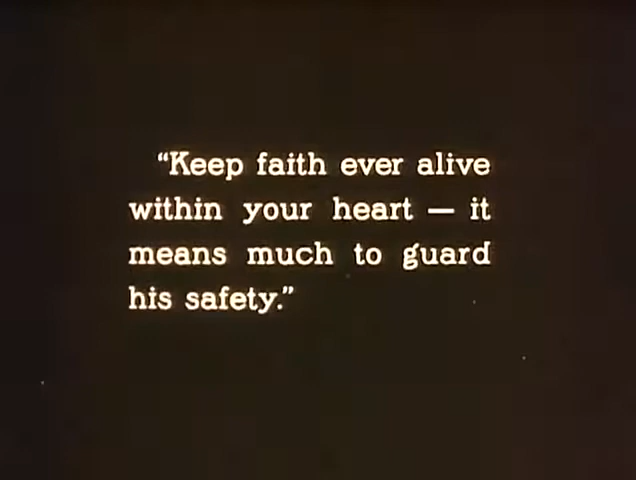 “Keep faith ever alive
within your heart — it
means much to guard
his safety.”